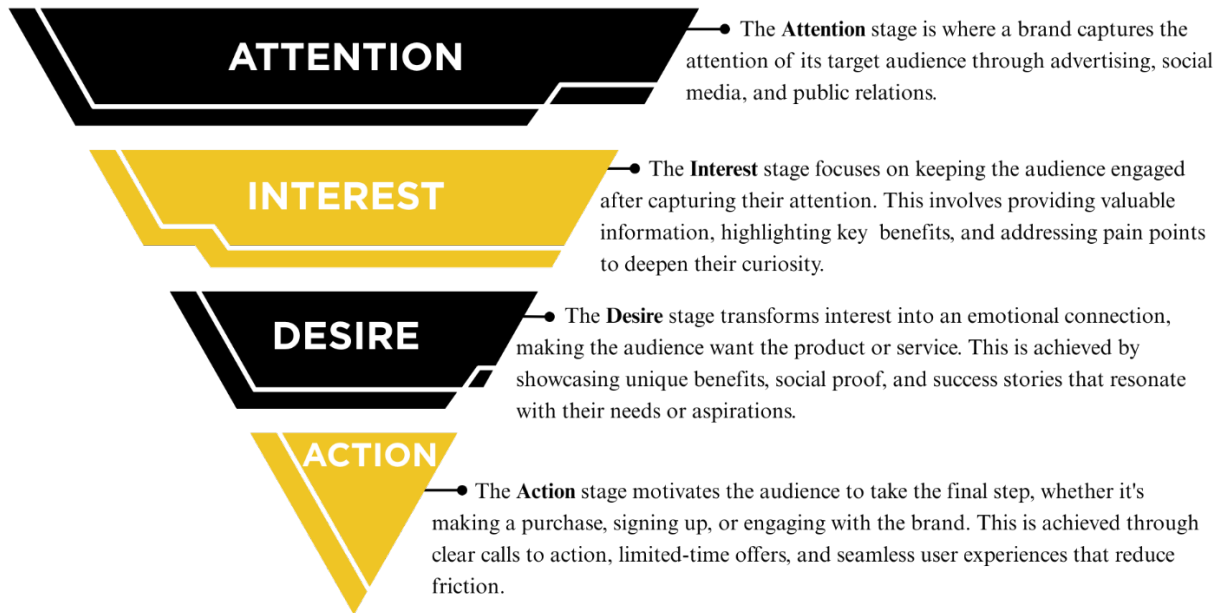 ATTENTION
The Attention stage is where a brand captures the
attention of its target audience through advertising, social
media, and public relations.
INTEREST
The Interest stage focuses on keeping the audience engaged
after capturing their attention. This involves providing valuable
information, highlighting key benefits, and addressing pain points
to deepen their curiosity.
DESIRE
The Desire stage transforms interest into an emotional connection,
making the audience want the product or service. This is achieved by
showcasing unique benefits, social proof, and success stories that resonate
with their needs or aspirations.
ACTION
The Action stage motivates the audience to take the final step, whether it's
making a purchase, signing up, or engaging with the brand. This is achieved through
clear calls to action, limited-time offers, and seamless user experiences that reduce
friction.